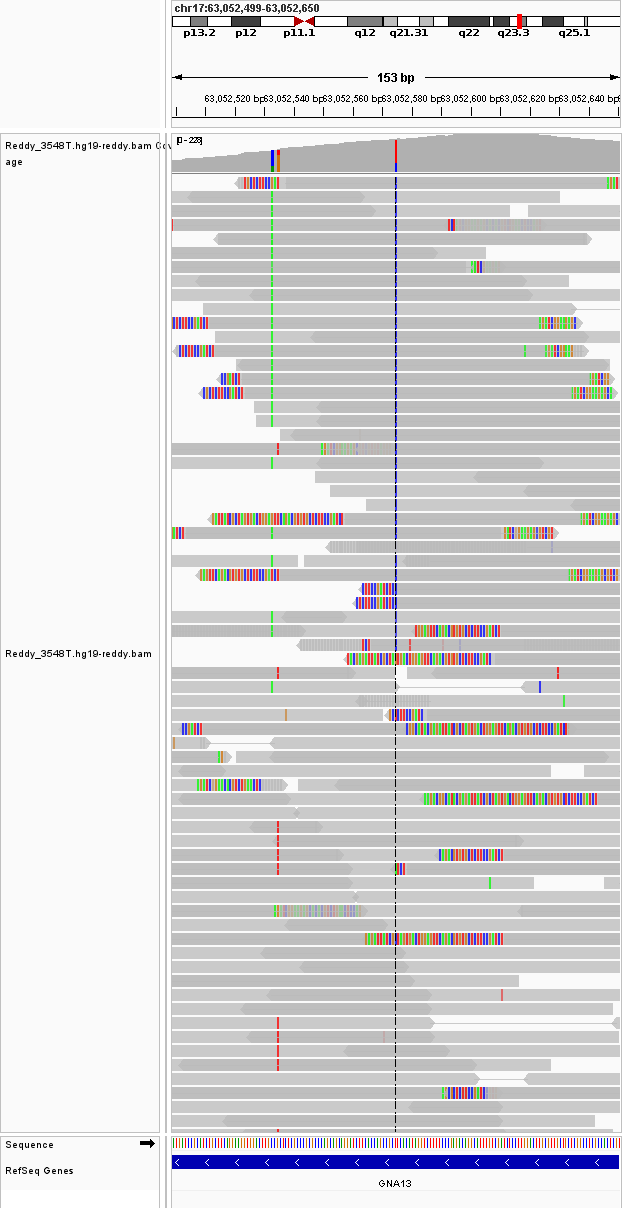 chr17:63,052,499-63,052,650
p13.2 p12 p11.1 q12 q21.31 q22 q23.3 q25.1
153 bp
63,052,520 bp 63,052,540 bp 63,052,560 bp 63,052,580 bp 63,052,600 bp 63,052,620 bp 63,052,640 bp
[0 - 228]
Reddy_3548T.hg19-reddy.bam Cov
age
Reddy_3548T.hg19-reddy.bam
Sequence
RefSeq Genes
GNA13